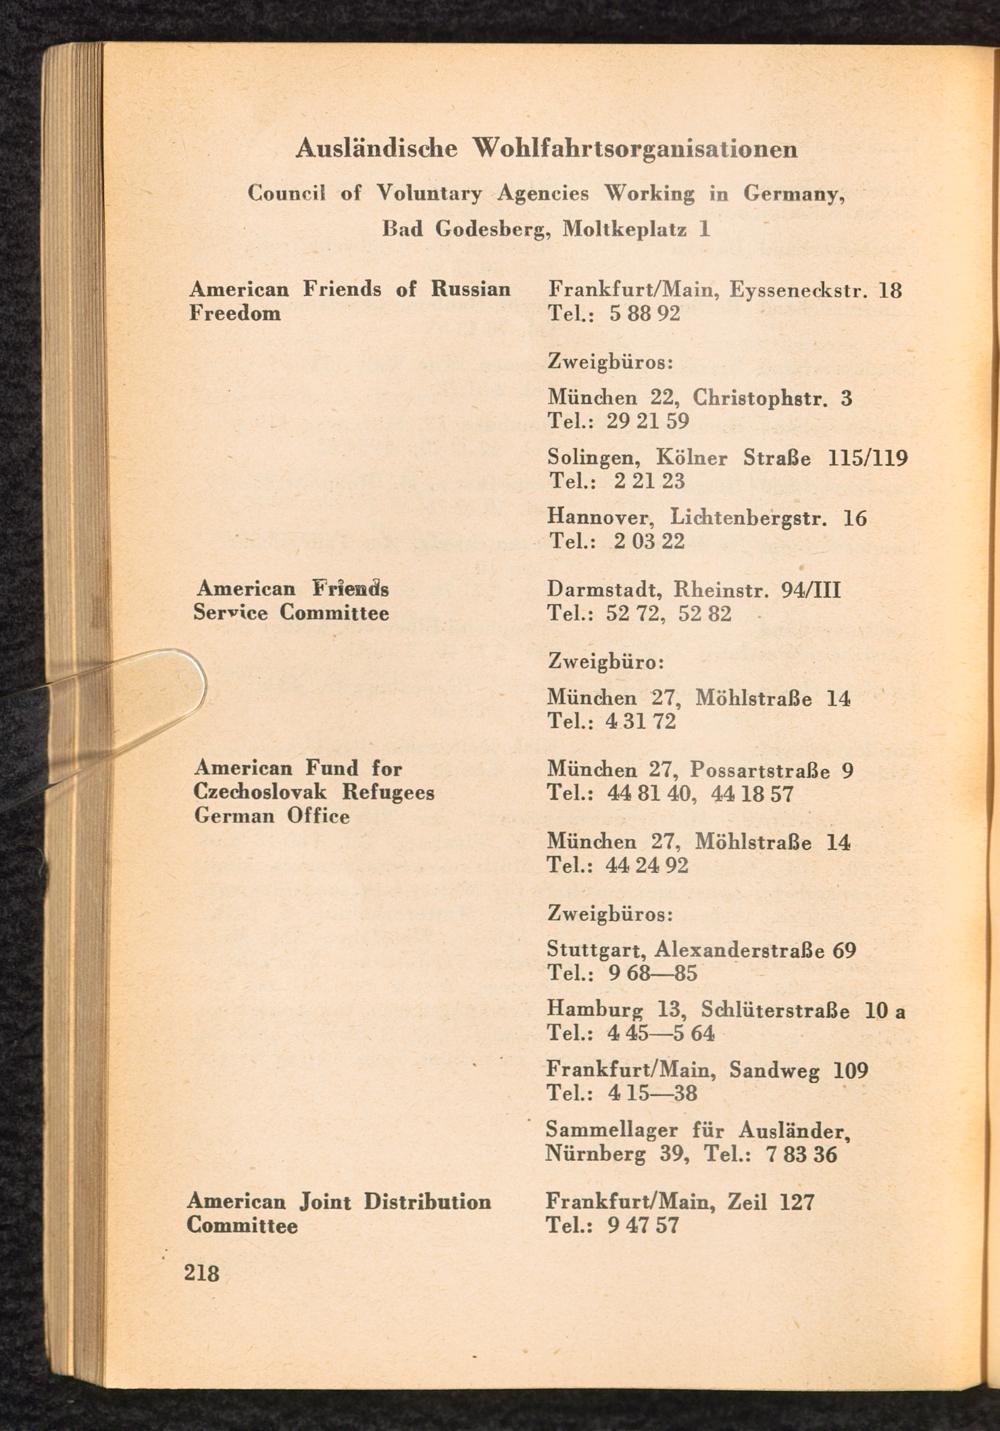 Ausländische Wohlfahrtsorganisationen
Council of Voluntary Agencies Working in Germany,
Bad Godesberg, Moltkeplatz 1
American Friends of Russian
Freedom
Frankfurt/Main, Eysseneckstr. 18
Tel.: 5 88 92
Zweigbüros:
München 22, Christophstr. 3
Tel.: 29 21 59
Solingen, Kölner Straße 115/119
Tel.: 2 21 23
Hannover, Lichtenbergstr. 16
Tel.: 2 03 22
American Friends
Service Committee
Darmstadt, Rheinstr. 94/III
Tel.: 52 72, 52 82
Zweigbüro:
München 27, Möhlstraße 14
Tel.: 4 31 72
American Fund for
Czechoslovak Refugees
German Office
München 27, Possartstraße 9
Tel.: 44 81 40, 44 18 57
München 27, Möhlstraße 14
Tel.: 44 24 92
Zweigbüros:
Stuttgart, Alexanderstraße 69
Tel.: 9 68—85
Hamburg 13, Schlüterstraße 10 a
Tel.: 4 45—5 64
Frankfurt/Main, Sandweg 109
Tel.: 4 15—38
Sammellager für Ausländer,
Nürnberg 39, Tel.: 7 83 36
American Joint Distribution
Committee
Frankfurt/Main, Zeil 127
Tel.: 9 47 57
218